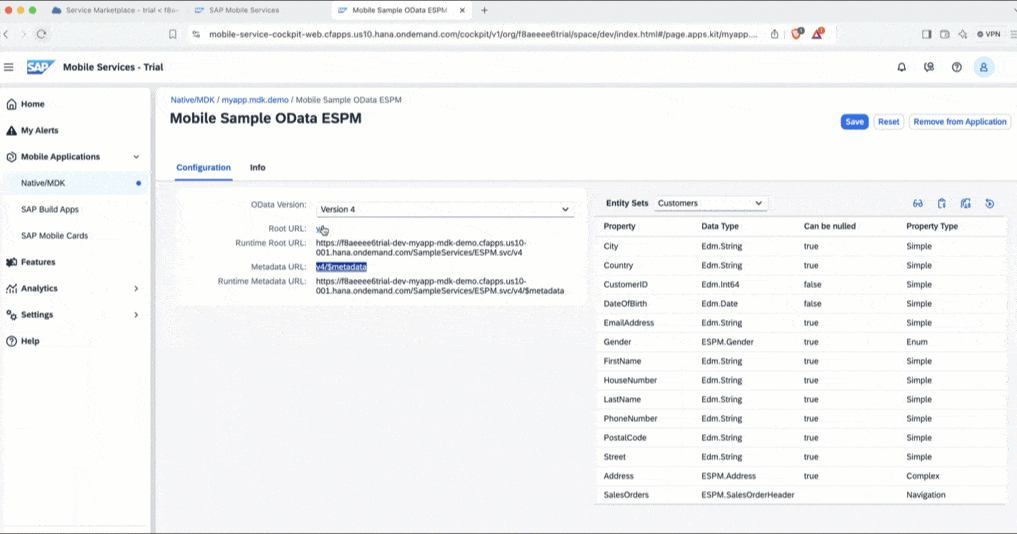 Service Marketplace - trial < f8a
SAP Mobile Services
Mobile Sample OData ESPM
mobile-service-cockpit-web.cfapps.us10.hana.ondemand.com/cockpit/v1/org/f8aeeee6trial/space/dev/index.html#/page.apps.kit/myapp....
VPN
SAP
Mobile Services - Trial
Home
My Alerts
Mobile Applications
Native/MDK
SAP Build Apps
SAP Mobile Cards
Features
Analytics
Settings
Help
Native/MDK / myapp.mdk.demo / Mobile Sample OData ESPM
Mobile Sample OData ESPM
Save Reset Remove from Application
Configuration Info
OData Version: Version 4
Root URL:
Runtime Root URL: https://f8aeeee6trial-dev-myapp-mdk-demo.cfapps.us10-
001.hana.ondemand.com/SampleServices/ESPM.svc/v4
Metadata URL: v4/$metadata
Runtime Metadata URL: https://f8aeeee6trial-dev-myapp-mdk-demo.cfapps.us10-
001.hana.ondemand.com/SampleServices/ESPM.svc/v4/$metadata
Entity Sets Customers
Property Data Type Can be nulled Property Type
City Edm.String true Simple
Country Edm.String true Simple
CustomerID Edm.Int64 false Simple
DateOfBirth Edm.Date false Simple
EmailAddress Edm.String true Simple
Gender ESPM.Gender true Enum
FirstName Edm.String true Simple
HouseNumber Edm.String true Simple
LastName Edm.String true Simple
PhoneNumber Edm.String true Simple
PostalCode Edm.String true Simple
Street Edm.String true Simple
Address ESPM.Address true Complex
SalesOrders ESPM.SalesOrderHeader Navigation